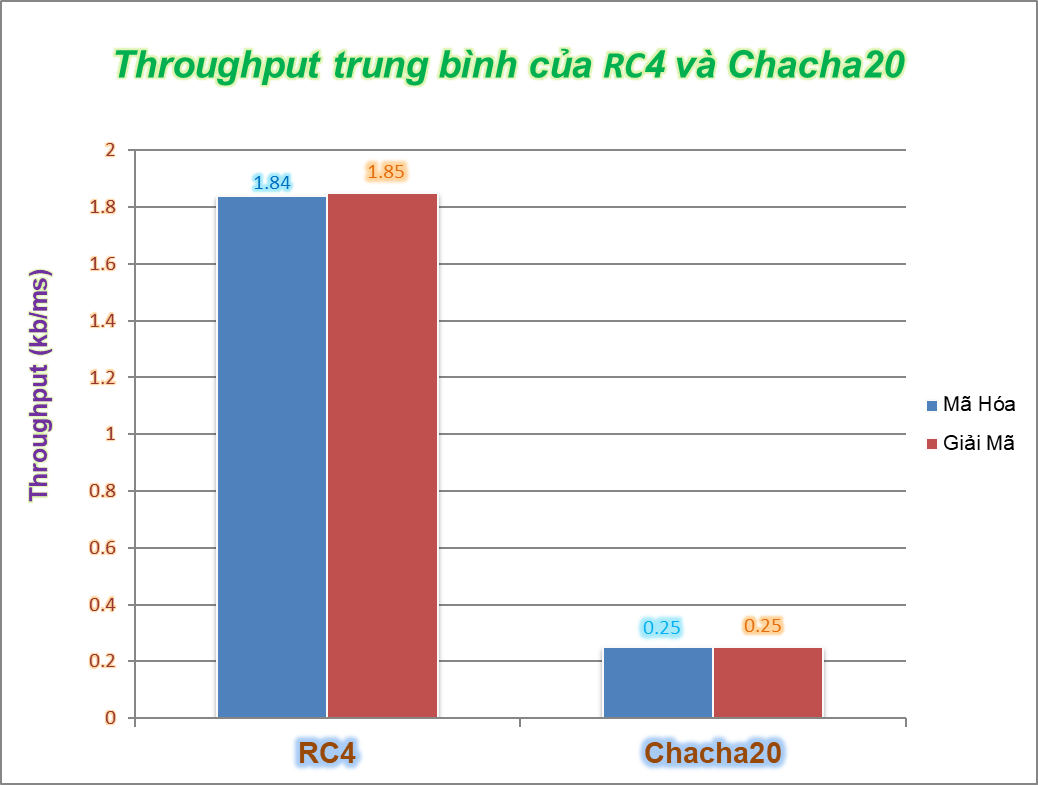 Throughput trung bình của RC4 và Chacha20
Throughput (kb/ms)
2
1.8
1.6
1.4
1.2
1
0.8
0.6
0.4
0.2
0
1.84
1.85
0.25
0.25
RC4
Chacha20
Mã Hóa
Giải Mã